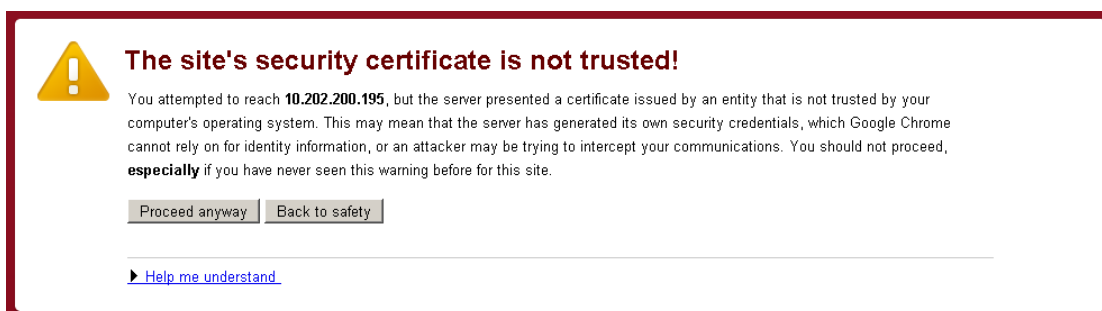 The site's security certificate is not trusted!
You attempted to reach 10.202.200.195, but the server presented a certificate issued by an entity that is not trusted by your
computer's operating system. This may mean that the server has generated its own security credentials, which Google Chrome
cannot rely on for identity information, or an attacker may be trying to intercept your communications. You should not proceed,
especially if you have never seen this warning before for this site.
Proceed anyway Back to safety
Help me understand